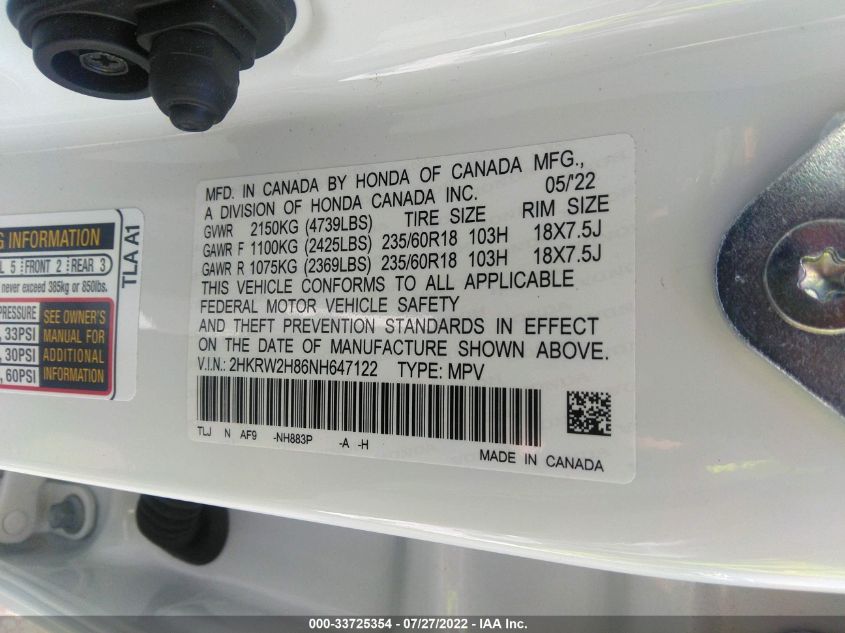 MFD. IN CANADA BY HONDA OF CANADA MFG.,
A DIVISION OF HONDA CANADA INC. 05/'22
GVWR 2150KG (4739LBS) TIRE SIZE RIM SIZE
GAWR F 1100KG (2425LBS) 235/60R18 103H 18X7.5J
GAWR R 1075KG (2369LBS) 235/60R18 103H 18X7.5J
THIS VEHICLE CONFORMS TO ALL APPLICABLE
FEDERAL MOTOR VEHICLE SAFETY
AND THEFT PREVENTION STANDARDS IN EFFECT
ON THE DATE OF MANUFACTURE SHOWN ABOVE.
V.I.N.: 2HKRW2H86NH647122 TYPE: MPV
TLJ N AF9 -NH883P -A -H
MADE IN CANADA
INFORMATION
5 FRONT 2 REAR 3
never exceed 385kg or 850lbs.
PRESSURE
, 33PSI
, 30PSI
, 60PSI
SEE OWNER'S
MANUAL FOR
ADDITIONAL
INFORMATION
TLA A1
000-33725354 - 07/27/2022 - IAA Inc.